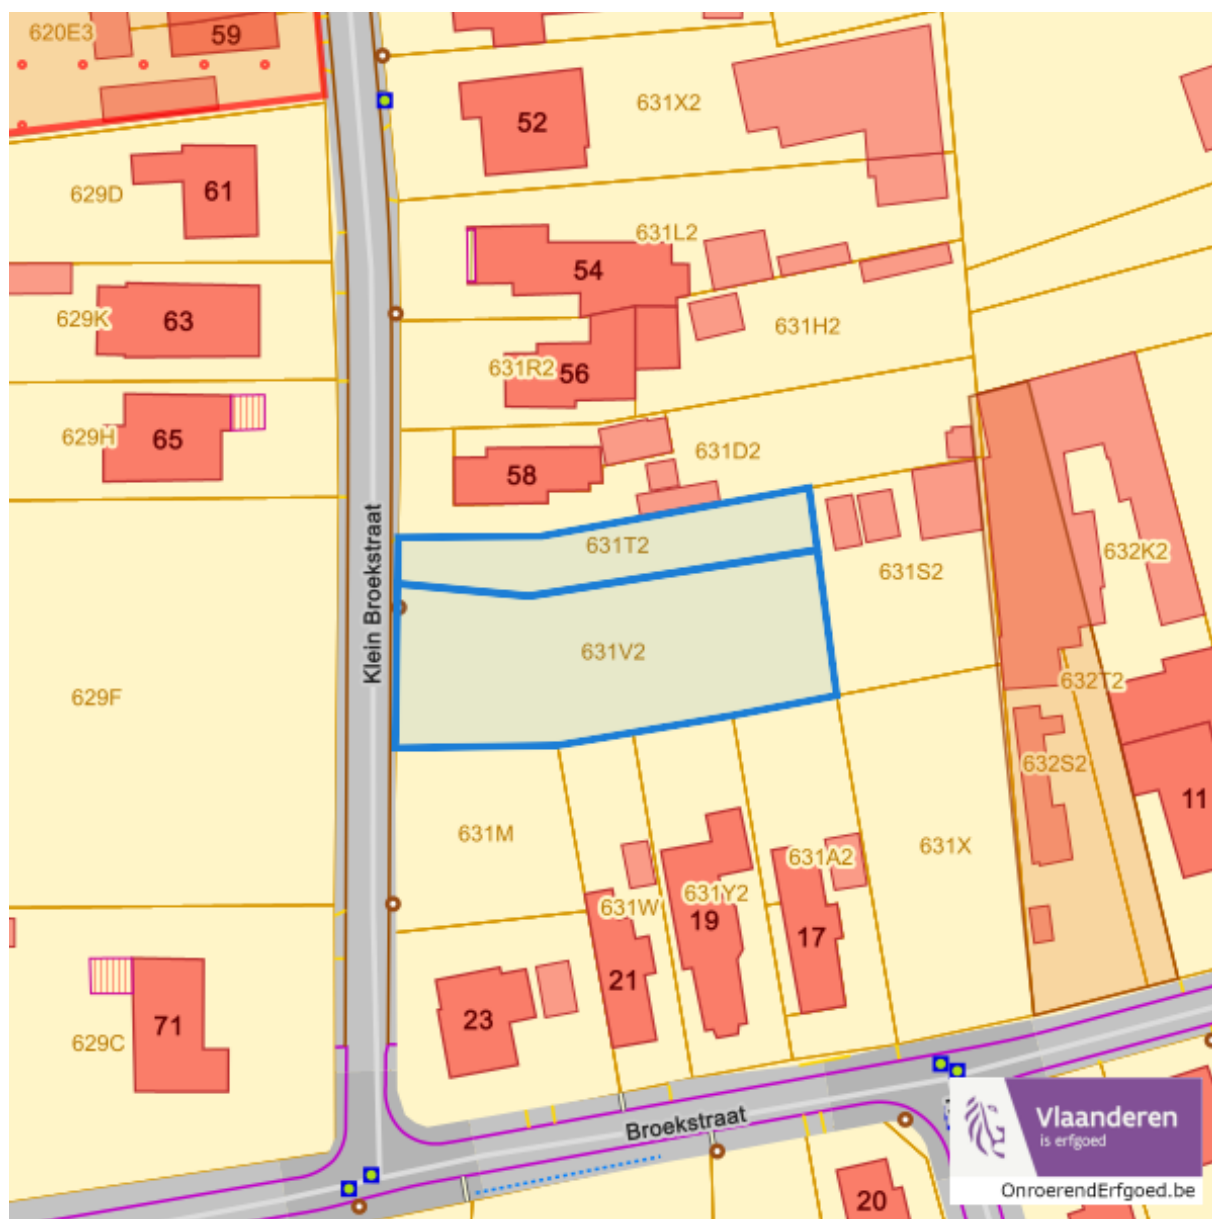 620E3
59
52
631X2
629D
61
631L2
54
629K
63
631H2
631R2
56
629H
65
58
631D2
Klein Broekstraat
631T2
632K2
631S2
631V2
629F
632T2
632S2
11
631M
631X
631A2
631W
631Y2
19
17
21
23
71
629C
Broekstraat
20
Vlaanderen
is erfgoed
OnroerendErfgoed.be